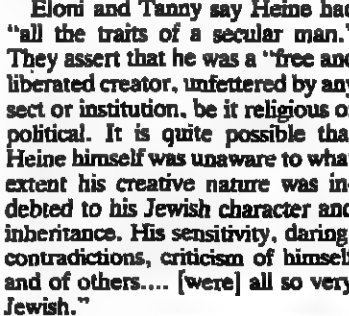 Eloni and Tanny say Heine had
"all the traits of a secular man."
They assert that he was a "free and
liberated creator, unfettered by any
sect or institution, be it religious or
political. It is quite possible that
Heine himself was unaware to what
extent his creative nature was in-
debted to his Jewish character and
inheritance. His sensitivity, daring,
contradictions, criticism of himself
and of others.... [were] all so very
Jewish."